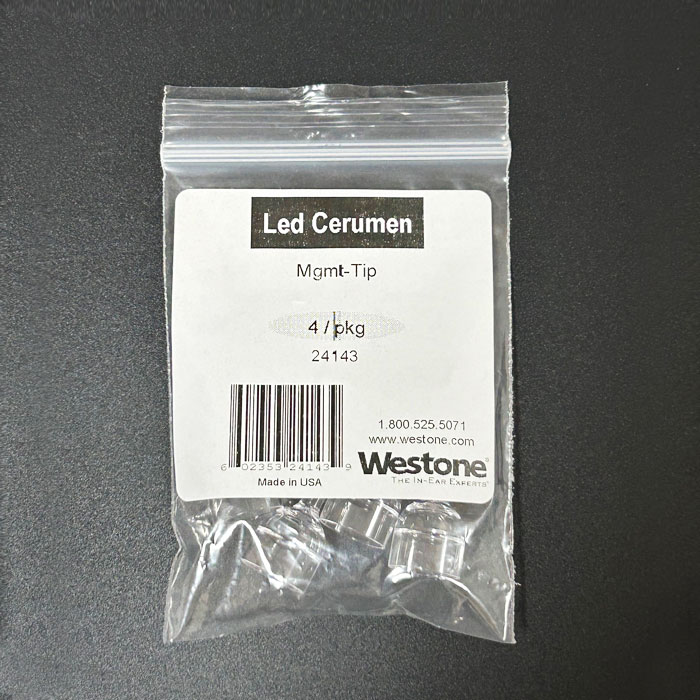 Led Cerumen
Mgmt-Tip
4 / pkg
24143
1.800.525.5071
www.westone.com
6 02353 24143 9
Made in USA
Westone®
The In-Ear Experts®